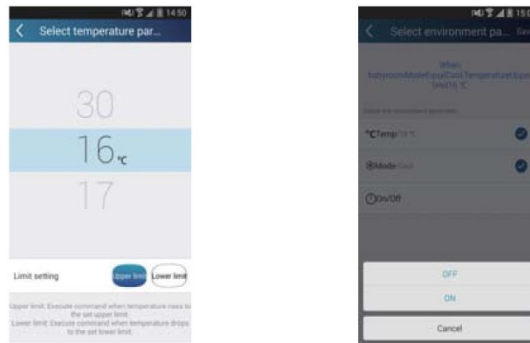 14:50
Select temperature par...
30
16 °C
17
Limit setting
Upper limit
Lower limit
Upper limit: Execute command when temperature rises to
the set upper limit.
Lower limit: Execute command when temperature drops
to the set lower limit.
Select environment pa...
When
limit16 °C
°CTemp
Mode
On/Off
OFF
ON
Cancel